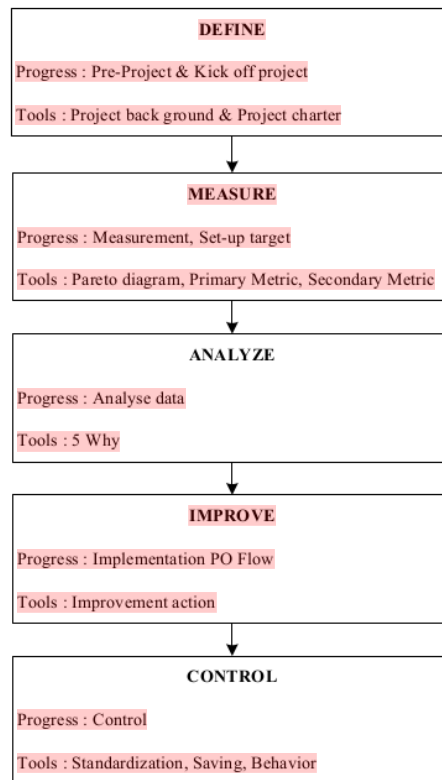 DEFINE
Progress : Pre-Project & Kick off project
Tools : Project back ground & Project charter
MEASURE
Progress : Measurement, Set-up target
Tools : Pareto diagram, Primary Metric, Secondary Metric
ANALYZE
Progress : Analyse data
Tools : 5 Why
IMPROVE
Progress : Implementation PO Flow
Tools : Improvement action
CONTROL
Progress : Control
Tools : Standardization, Saving, Behavior